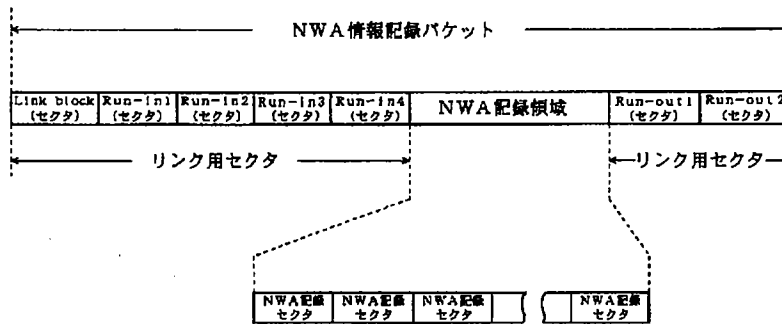 NWA情報記録パケット
Link block Run-in1 Run-in2 Run-in3 Run-in4 NWA記録領域 Run-out1 Run-out2
(セクタ) (セクタ) (セクタ) (セクタ) (セクタ) (セクタ) (セクタ)
リンク用セクタ リンク用セクタ
NWA記録 NWA記録 NWA記録 NWA記録
セクタ セクタ セクタ セクタ